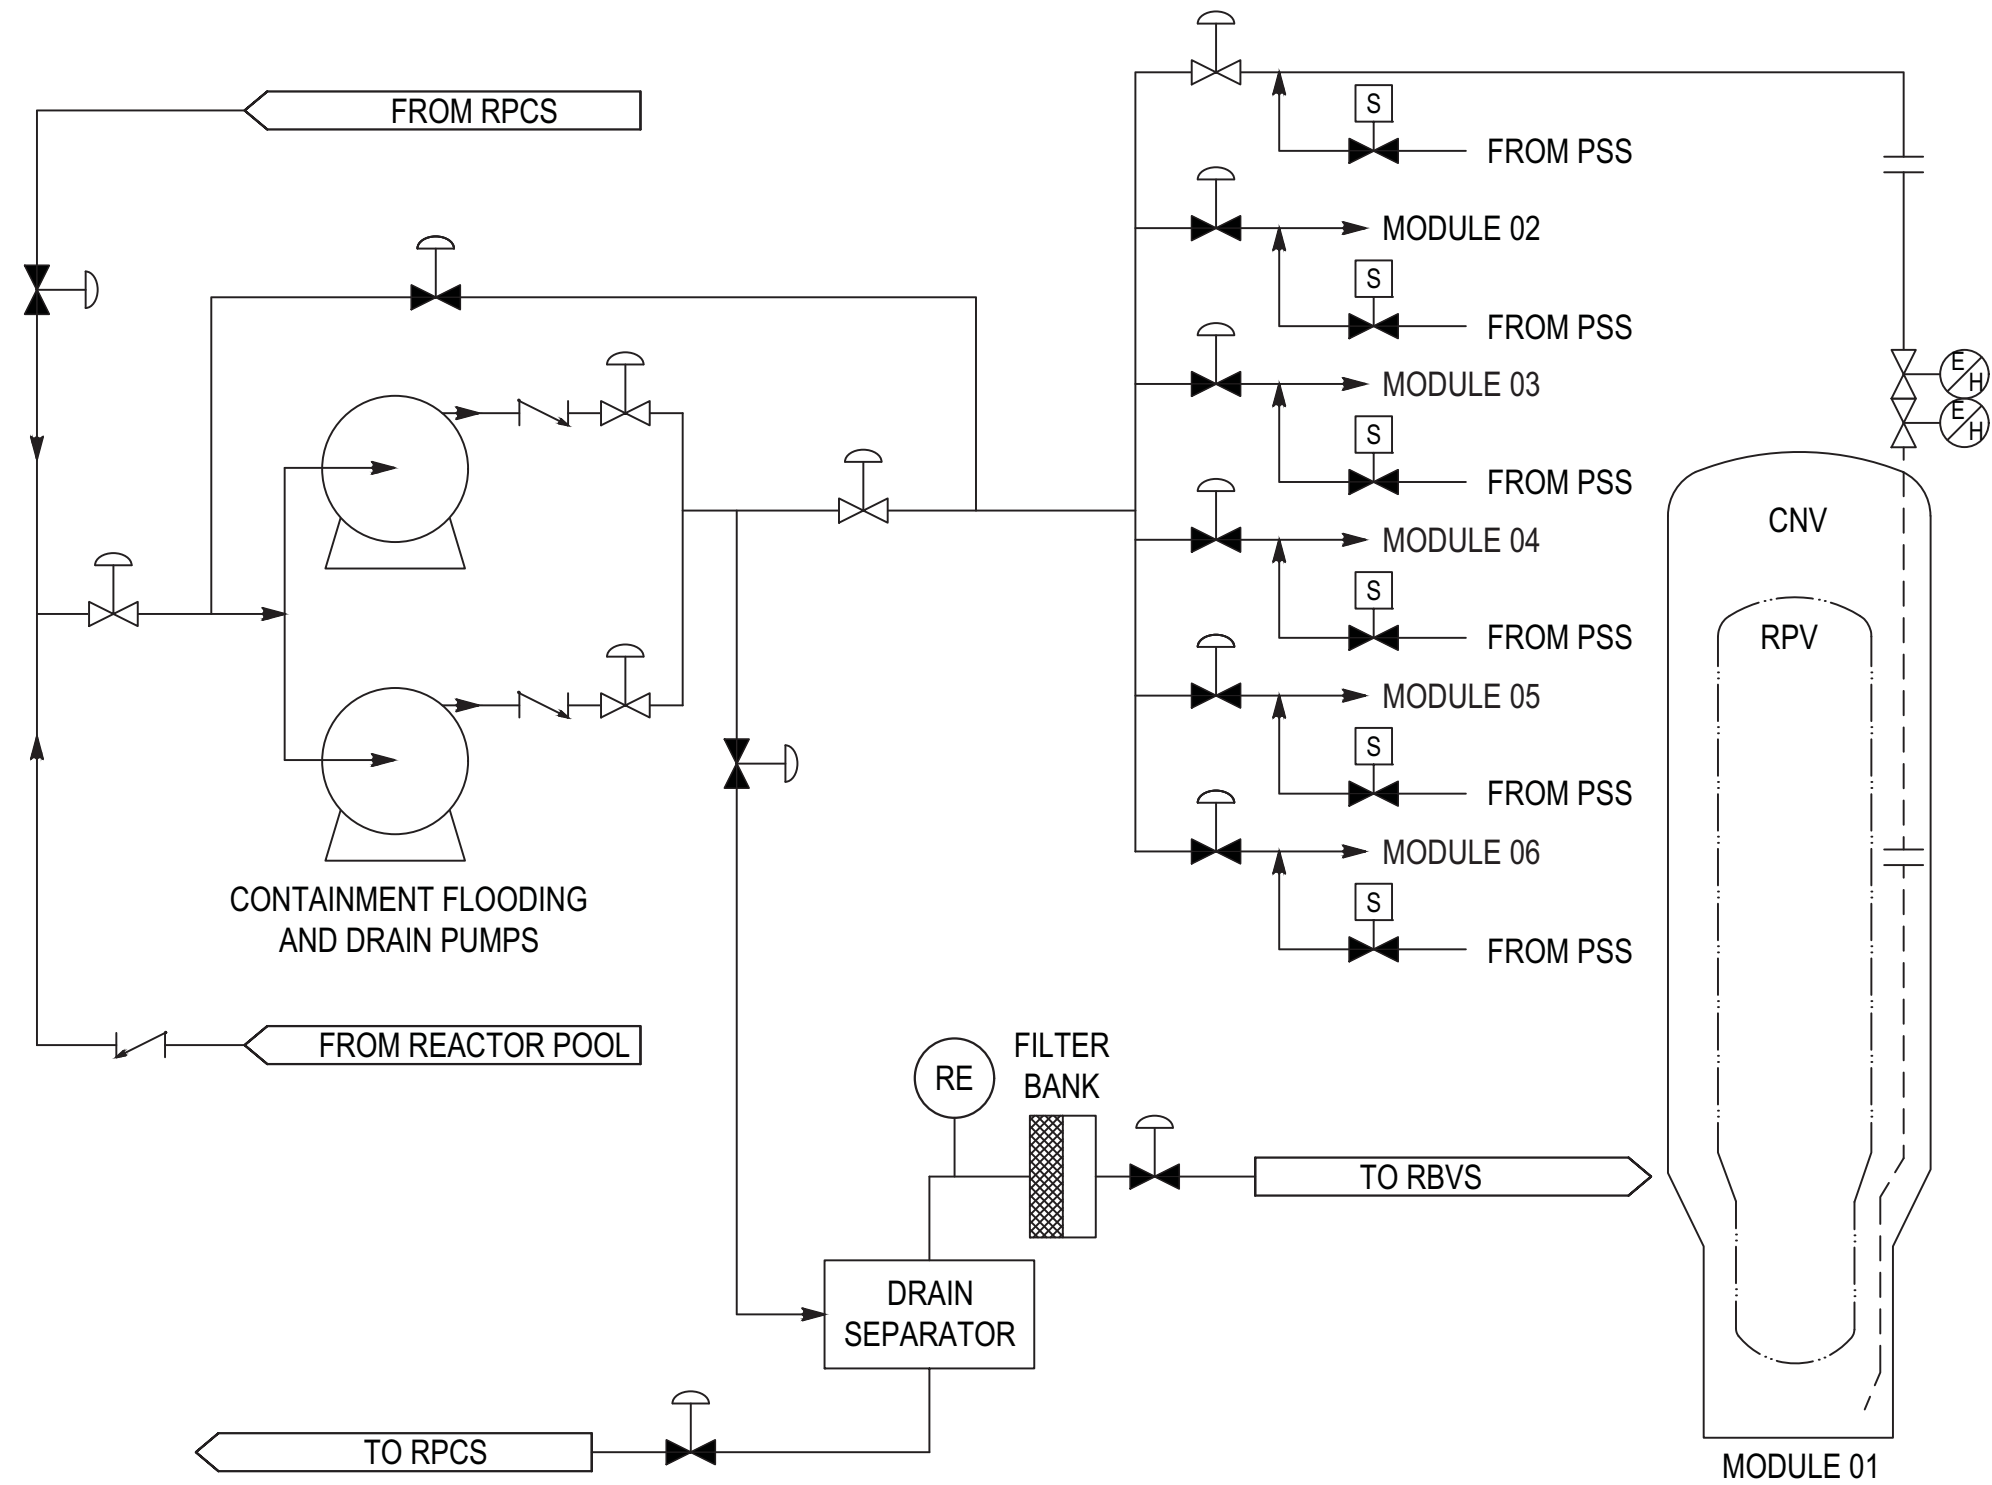 FROM RPCS
S
FROM PSS
MODULE 02
S
FROM PSS
MODULE 03
S
FROM PSS
MODULE 04
S
FROM PSS
MODULE 05
S
FROM PSS
MODULE 06
S
FROM PSS
E/H
E/H
CNV
RPV
MODULE 01
CONTAINMENT FLOODING
AND DRAIN PUMPS
FROM REACTOR POOL
RE
FILTER
BANK
TO RBVS
DRAIN
SEPARATOR
TO RPCS